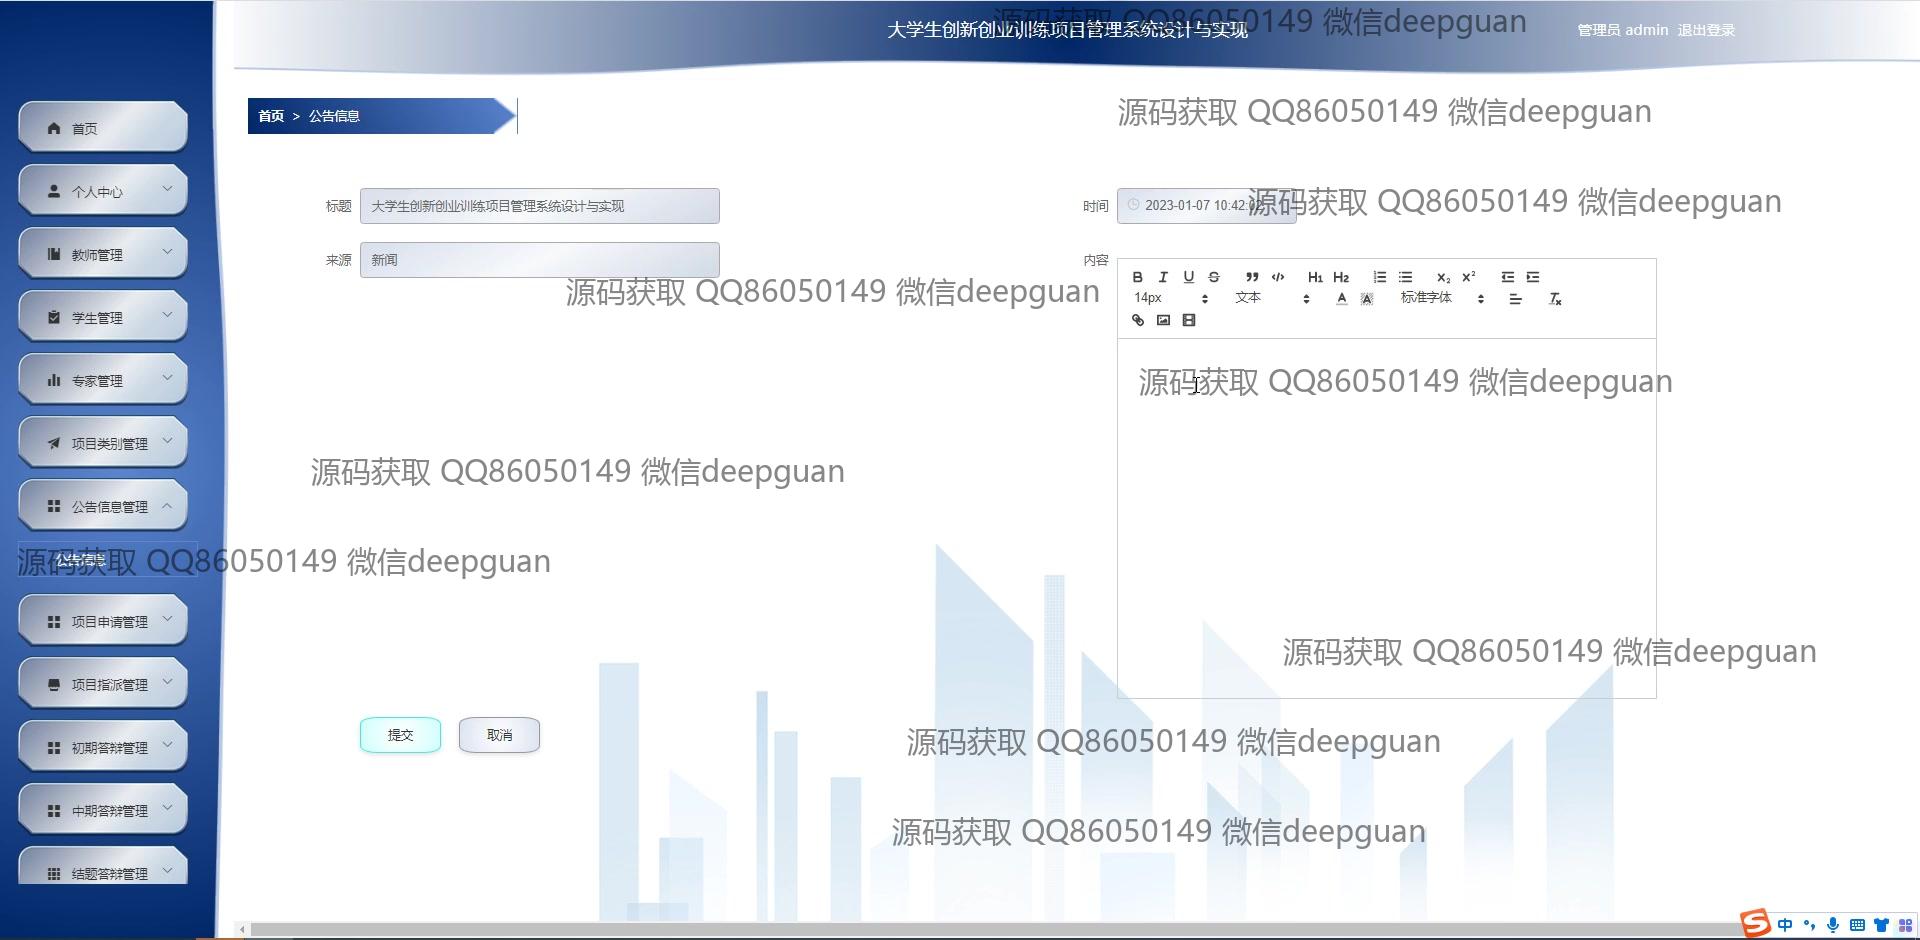 大学生创新创业训练项目管理系统设计与实现
源码获取 QQ86050149 微信deepguan
管理员 admin 退出登录
首页 > 公告信息
源码获取 QQ86050149 微信deepguan
首页
个人中心
教师管理
学生管理
专家管理
项目类别管理
公告信息管理
公告信息
项目申请管理
项目指派管理
初期答辩管理
中期答辩管理
结题答辩管理
标题 大学生创新创业训练项目管理系统设计与实现
时间 2023-01-07 10:42:02
源码获取 QQ86050149 微信deepguan
来源 新闻
内容
源码获取 QQ86050149 微信deepguan
B I U S H1 H2 X2 X2
14px 文本 A A 标准字体 Tx
源码获取 QQ86050149 微信deepguan
源码获取 QQ86050149 微信deepguan
源码获取 QQ86050149 微信deepguan
源码获取 QQ86050149 微信deepguan
提交 取消
源码获取 QQ86050149 微信deepguan
源码获取 QQ86050149 微信deepguan
中